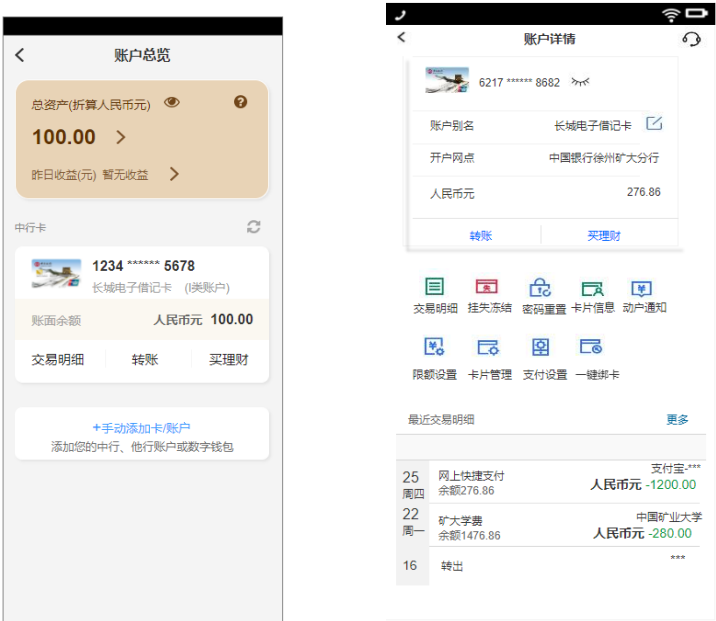 账户总览
总资产(折算人民币元)
100.00
昨日收益(元) 暂无收益
中行卡
1234 ****** 5678
长城电子借记卡 (I类账户)
账面余额 人民币元 100.00
交易明细 转账 买理财
+手动添加卡/账户
添加您的中行、他行账户或数字钱包
账户详情
6217 ****** 8682
账户别名 长城电子借记卡
开户网点 中国银行徐州矿大分行
人民币元 276.86
转账 买理财
交易明细 挂失冻结 密码重置 卡片信息 动户通知
限额设置 卡片管理 支付设置 一键绑卡
最近交易明细 更多
25 网上快捷支付 支付宝-***
周四 余额276.86 人民币元 -1200.00
22 矿大学费 中国矿业大学
周一 余额1476.86 人民币元 -280.00
16 转出 ***